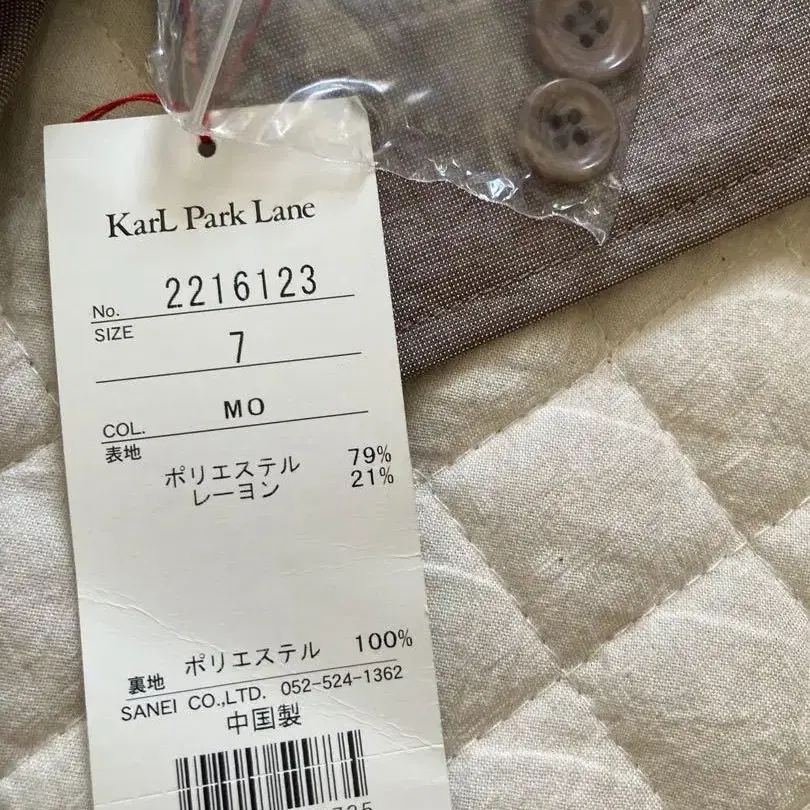 KarL Park Lane
No. 2216123
SIZE 7
COL. MO
表地
ポリエステル 79%
レーヨン 21%
裏地 ポリエステル 100%
SANEI CO.,LTD. 052-524-1362
中国製